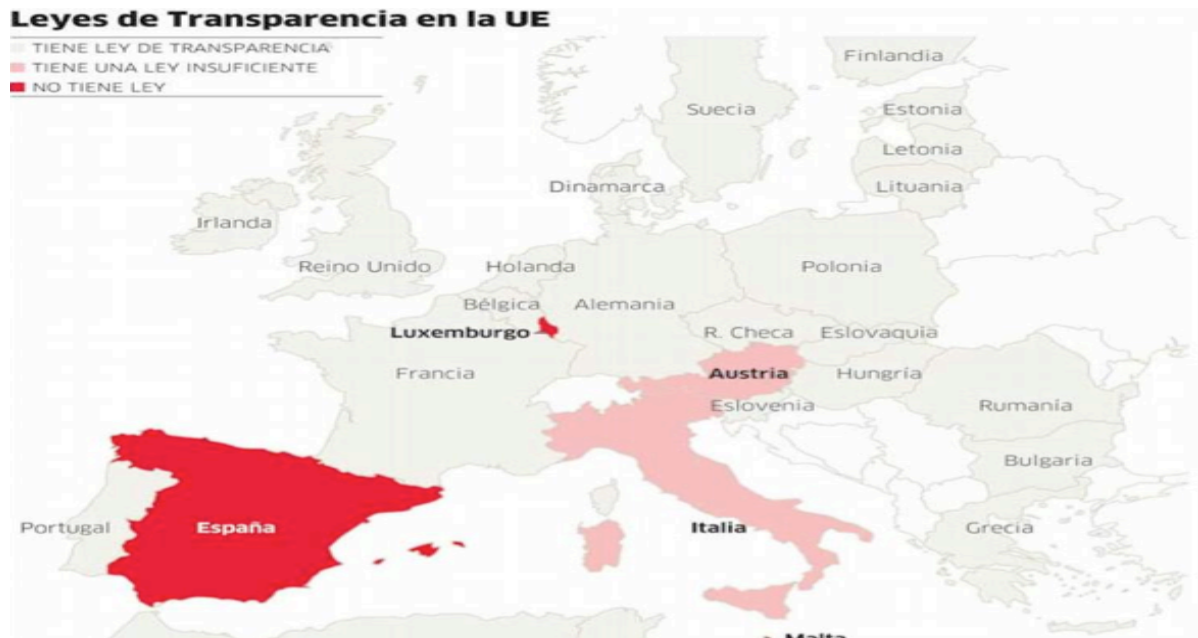 Leyes de Transparencia en la UE
TIENE LEY DE TRANSPARENCIA
TIENE UNA LEY INSUFICIENTE
NO TIENE LEY
Finlandia
Suecia
Estonia
Letonia
Dinamarca
Lituania
Irlanda
Reino Unido
Holanda
Polonia
Bélgica
Alemania
Luxemburgo
R. Checa
Eslovaquia
Francia
Austria
Hungría
Eslovenia
Rumanía
Bulgaria
Portugal
España
Italia
Grecia
Malta